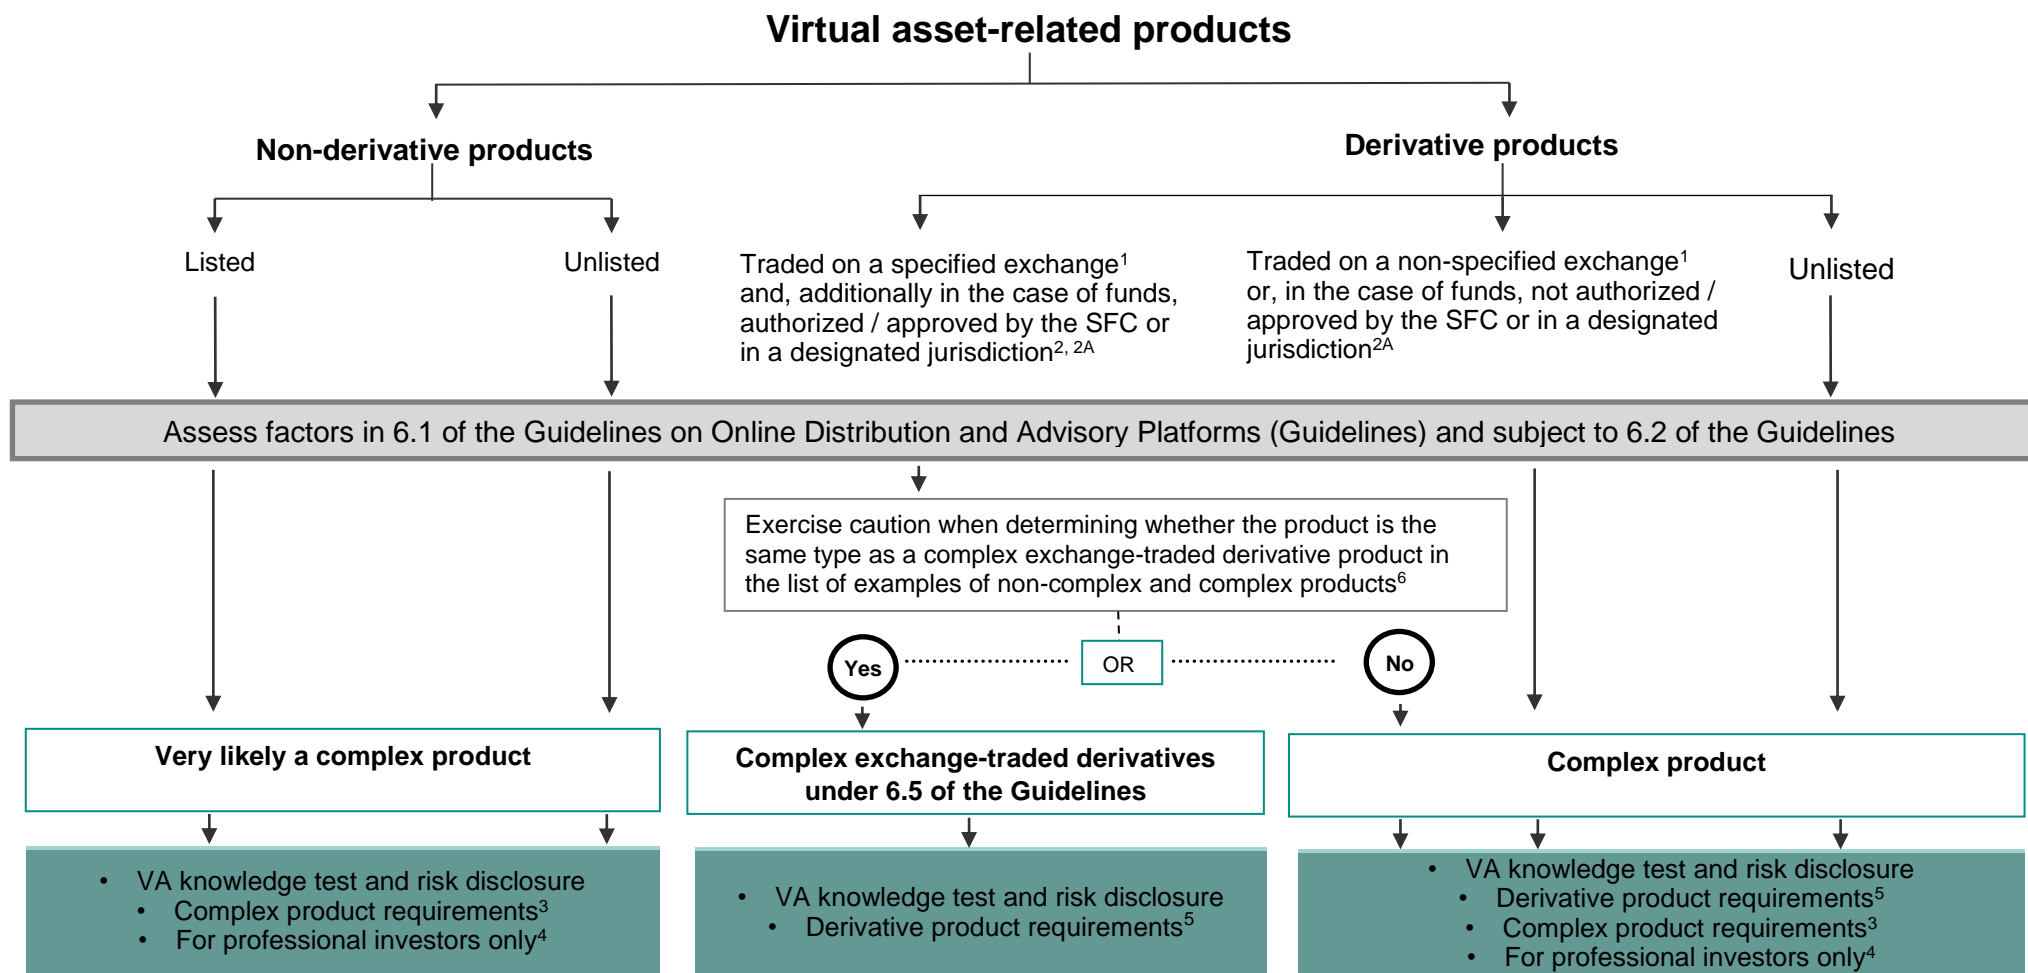 Virtual asset-related products
Non-derivative products
Derivative products
Listed
Unlisted
Traded on a specified exchange¹
and, additionally in the case of funds,
authorized / approved by the SFC or
in a designated jurisdiction²,²ᴬ
Traded on a non-specified exchange¹
or, in the case of funds, not authorized /
approved by the SFC or in a designated
jurisdiction²ᴬ
Unlisted
Assess factors in 6.1 of the Guidelines on Online Distribution and Advisory Platforms (Guidelines) and subject to 6.2 of the Guidelines
Exercise caution when determining whether the product is the
same type as a complex exchange-traded derivative product in
the list of examples of non-complex and complex products⁶
Yes
OR
No
Very likely a complex product
Complex exchange-traded derivatives
under 6.5 of the Guidelines
Complex product
• VA knowledge test and risk disclosure
• Complex product requirements³
• For professional investors only⁴
• VA knowledge test and risk disclosure
• Derivative product requirements⁵
• VA knowledge test and risk disclosure
• Derivative product requirements⁵
• Complex product requirements³
• For professional investors only⁴